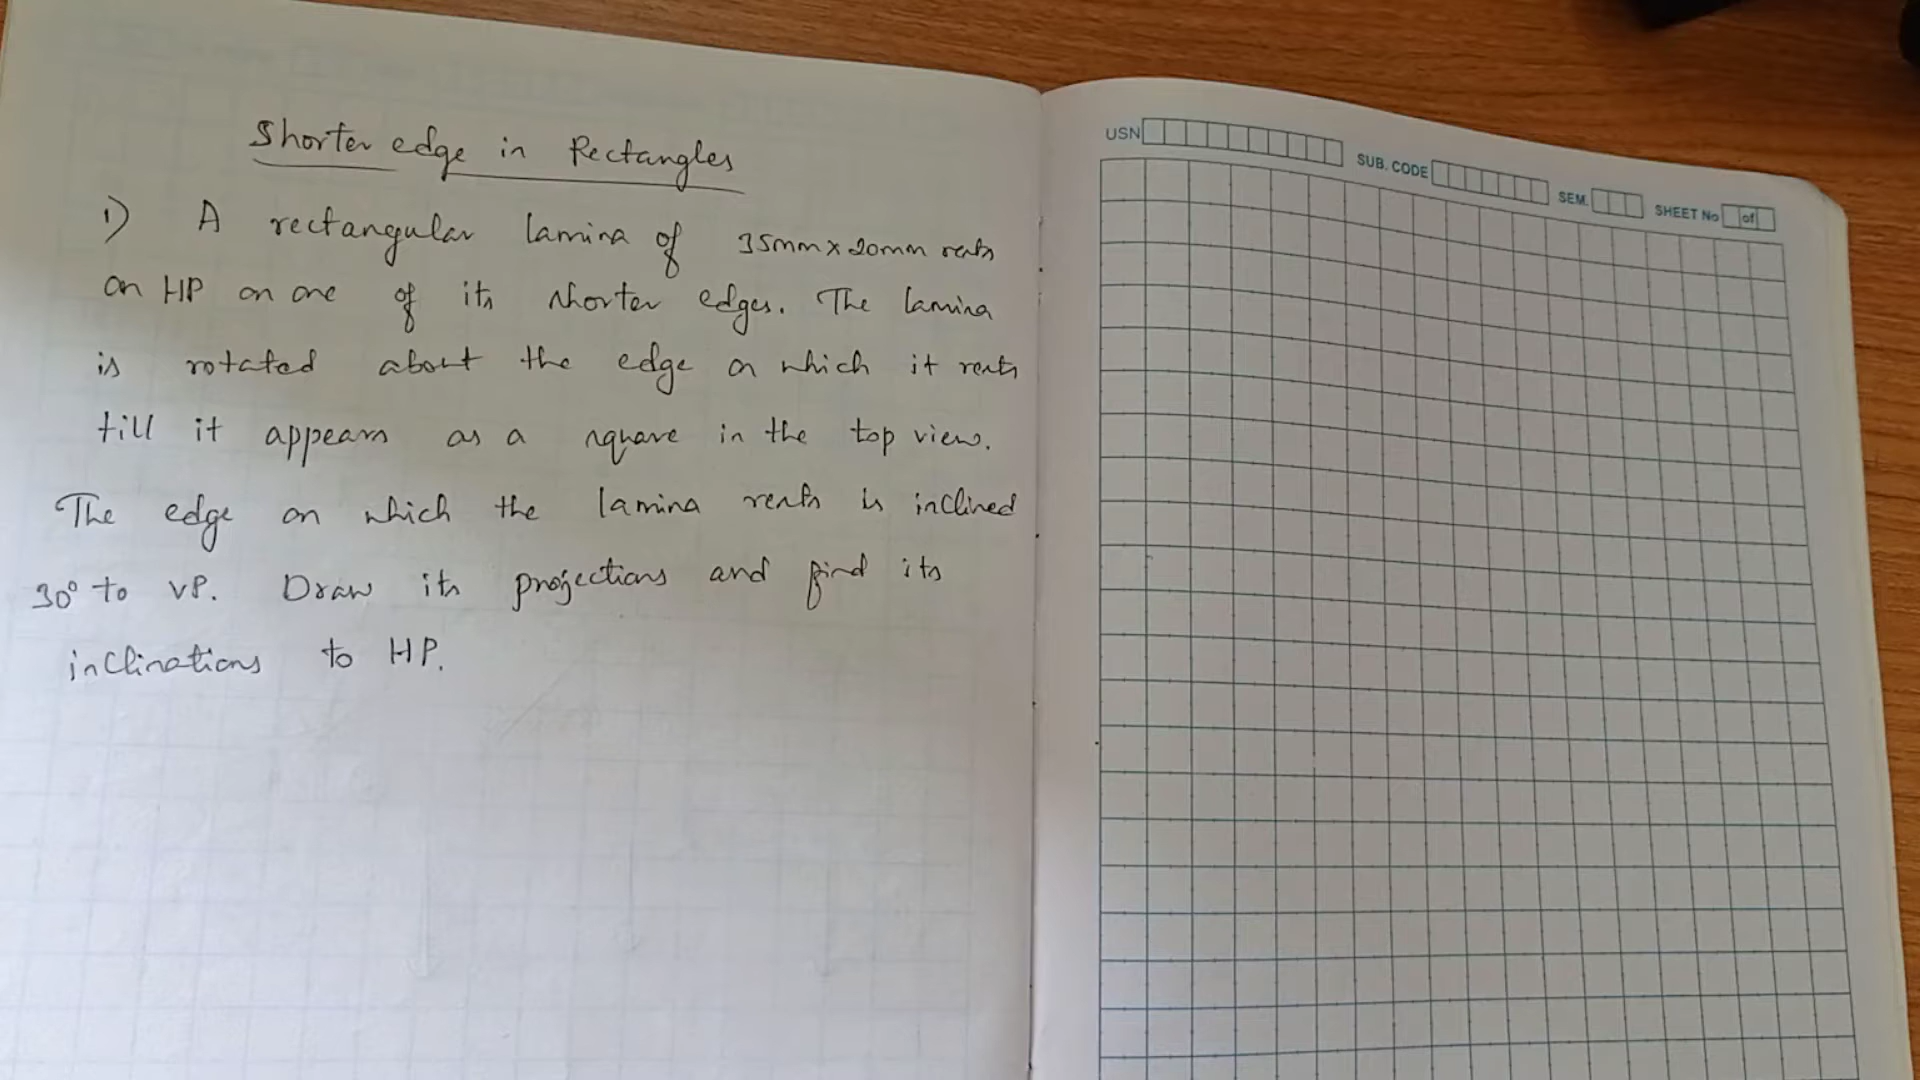 Shorter edge in Rectangles
1) A rectangular lamina of 35mm x 20mm rests
on HP on one of its shorter edges. The lamina
is rotated about the edge on which it rests
till it appears as a square in the top view.
The edge on which the lamina rests is inclined
30° to VP. Draw its projections and find its
inclinations to HP.
USN
SUB. CODE
SEM.
SHEET No of